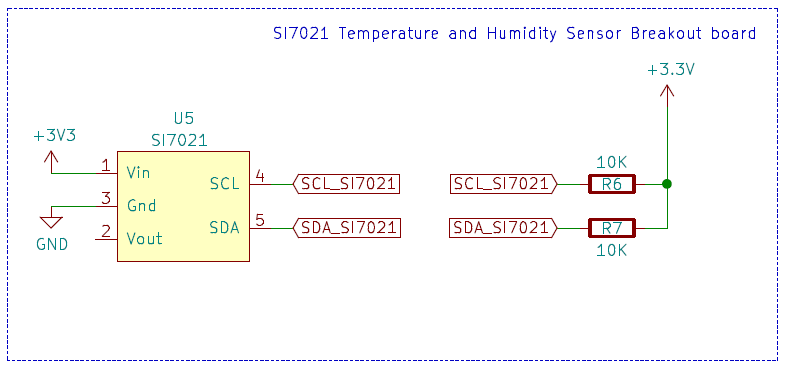 SI7021 Temperature and Humidity Sensor Breakout board
+3.3V
U5
SI7021
+3V3
10K
1 Vin
SCL 4 SCL_SI7021
SCL_SI7021 R6
3 Gnd
SDA 5 SDA_SI7021
SDA_SI7021 R7
2 Vout
GND
10K